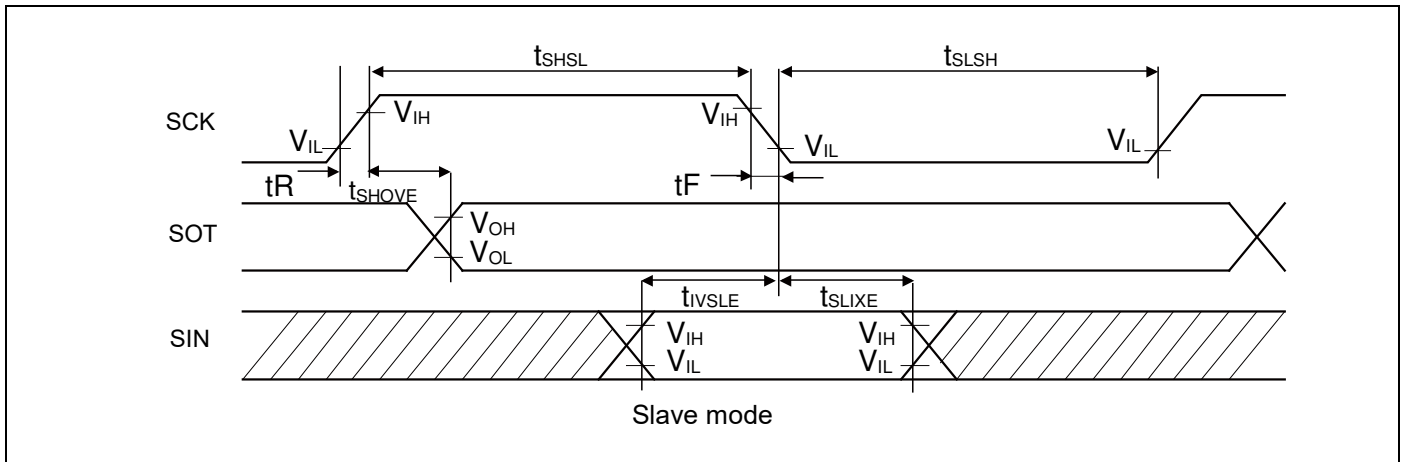 tSHSL
tSLSH
SCK
VIH
VIH
VIL
VIL
VIL
tR
tSHOVE
tF
SOT
VOH
VOL
tIVSLE
tSLIXE
SIN
VIH
VIH
VIL
VIL
Slave mode